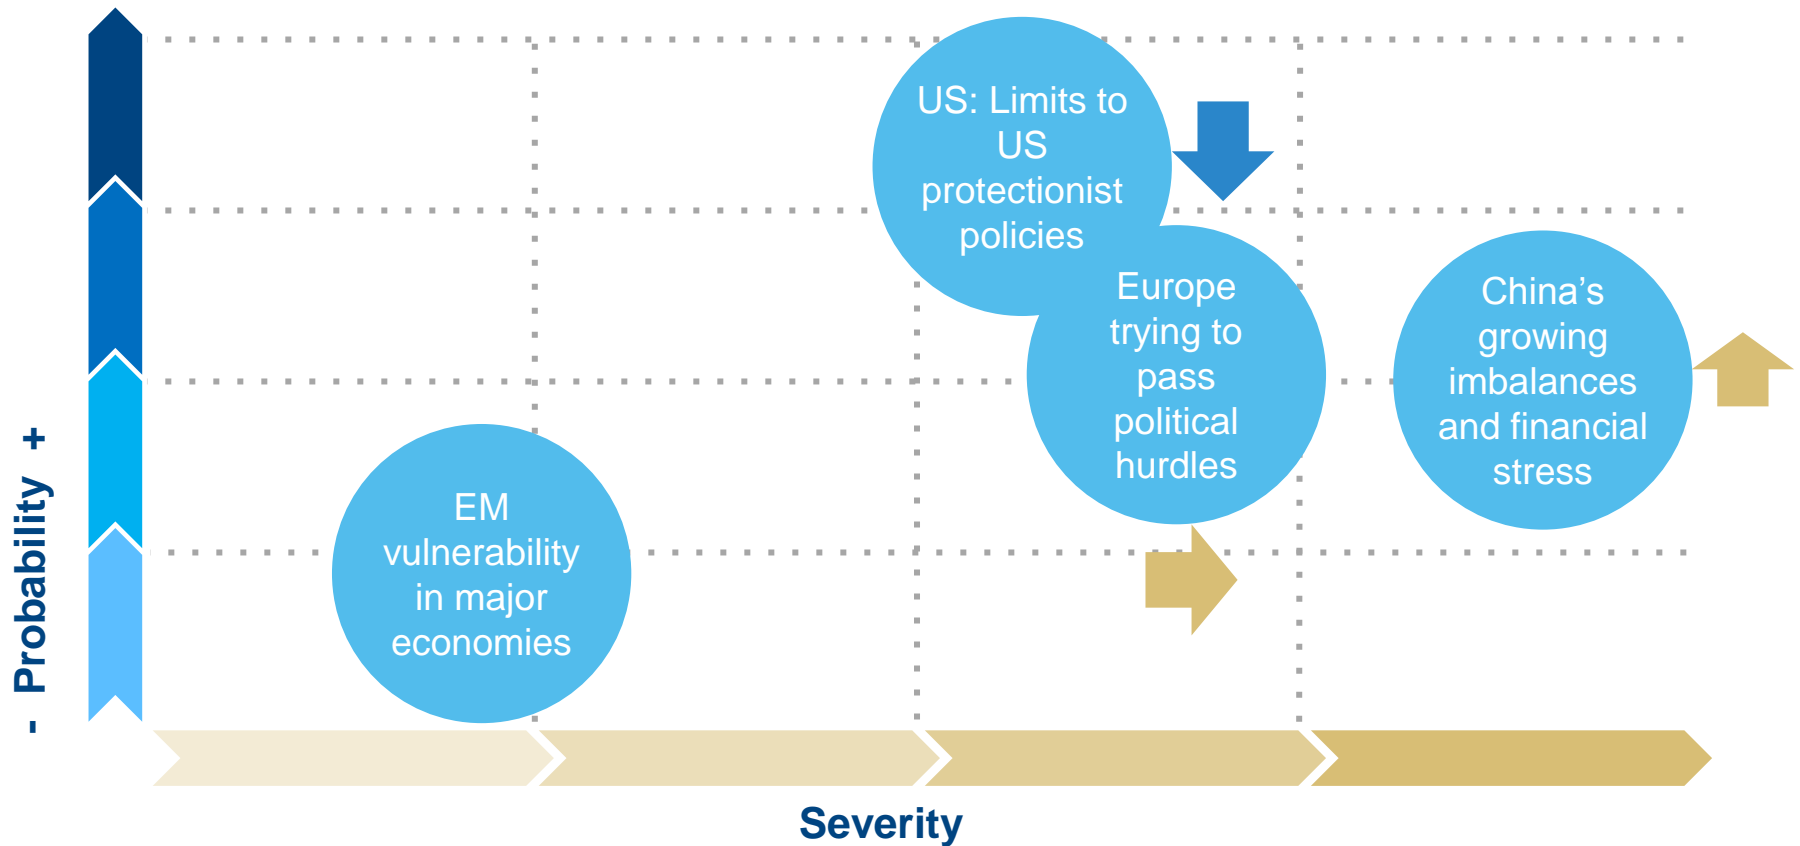 US: Limits to
US
protectionist
policies
Europe
trying to
pass
political
hurdles
China’s
growing
imbalances
and financial
stress
EM
vulnerability
in major
economies
- Probability +
Severity